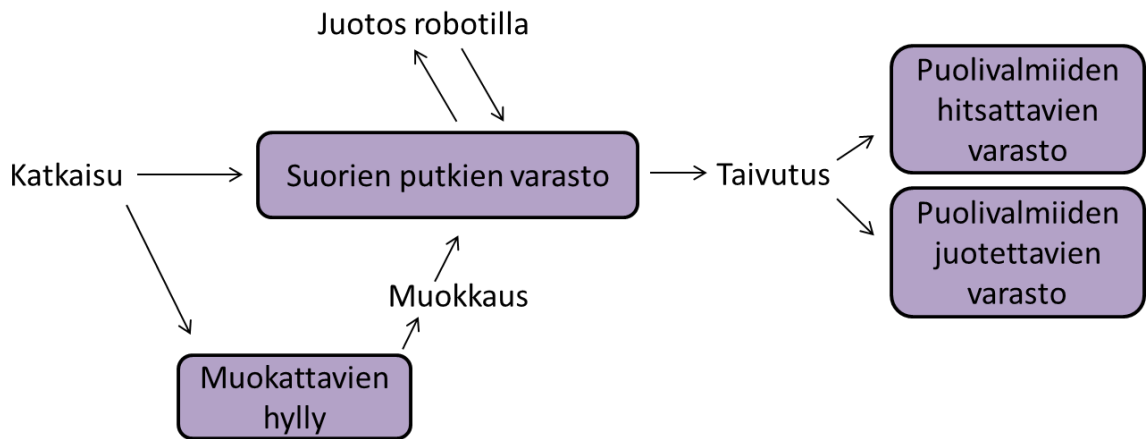 Juotos robotilla
Puolivalmiiden
hitsattavien
varasto
Katkaisu
Suorien putkien varasto
Taivutus
Puolivalmiiden
juotettavien
varasto
Muokkaus
Muokattavien
hylly